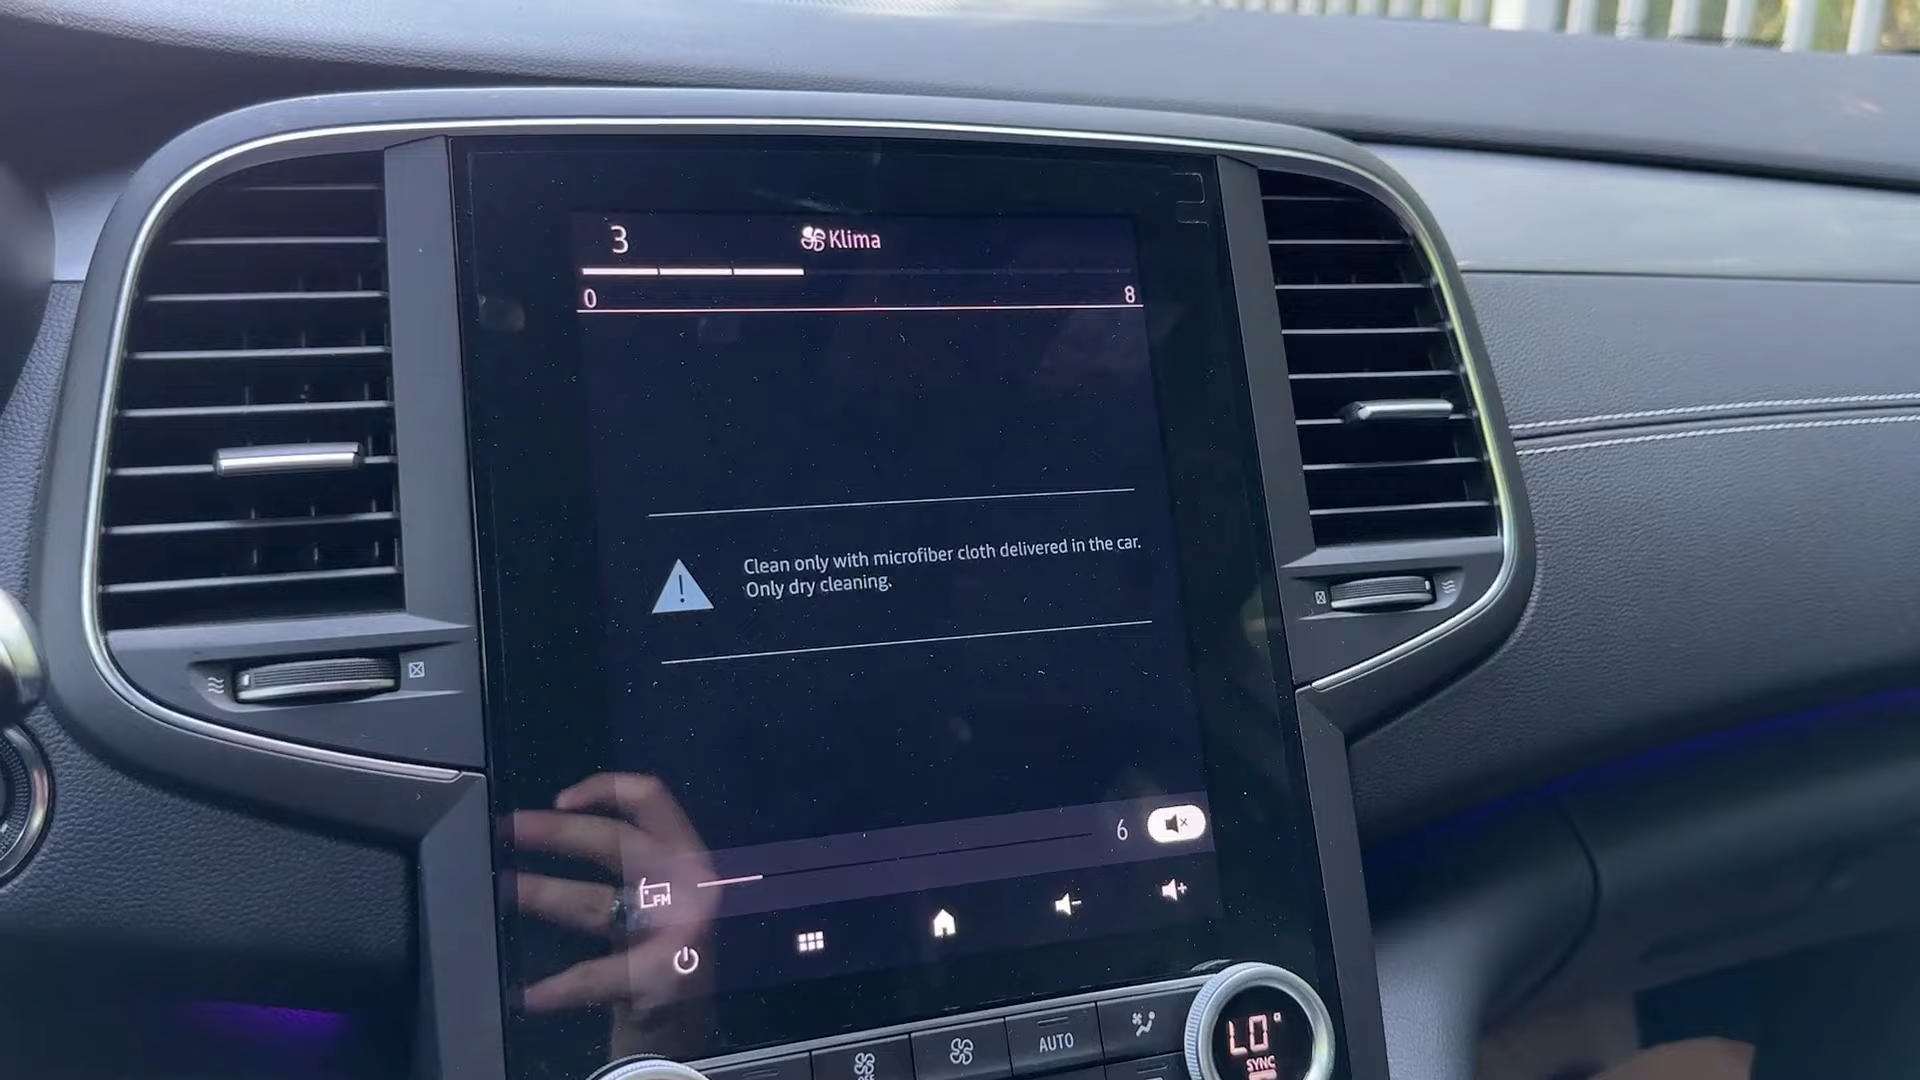 3
Klima
0
8
Clean only with microfiber cloth delivered in the car.
Only dry cleaning.
6
FM
AUTO
OFF
LO
SYNC